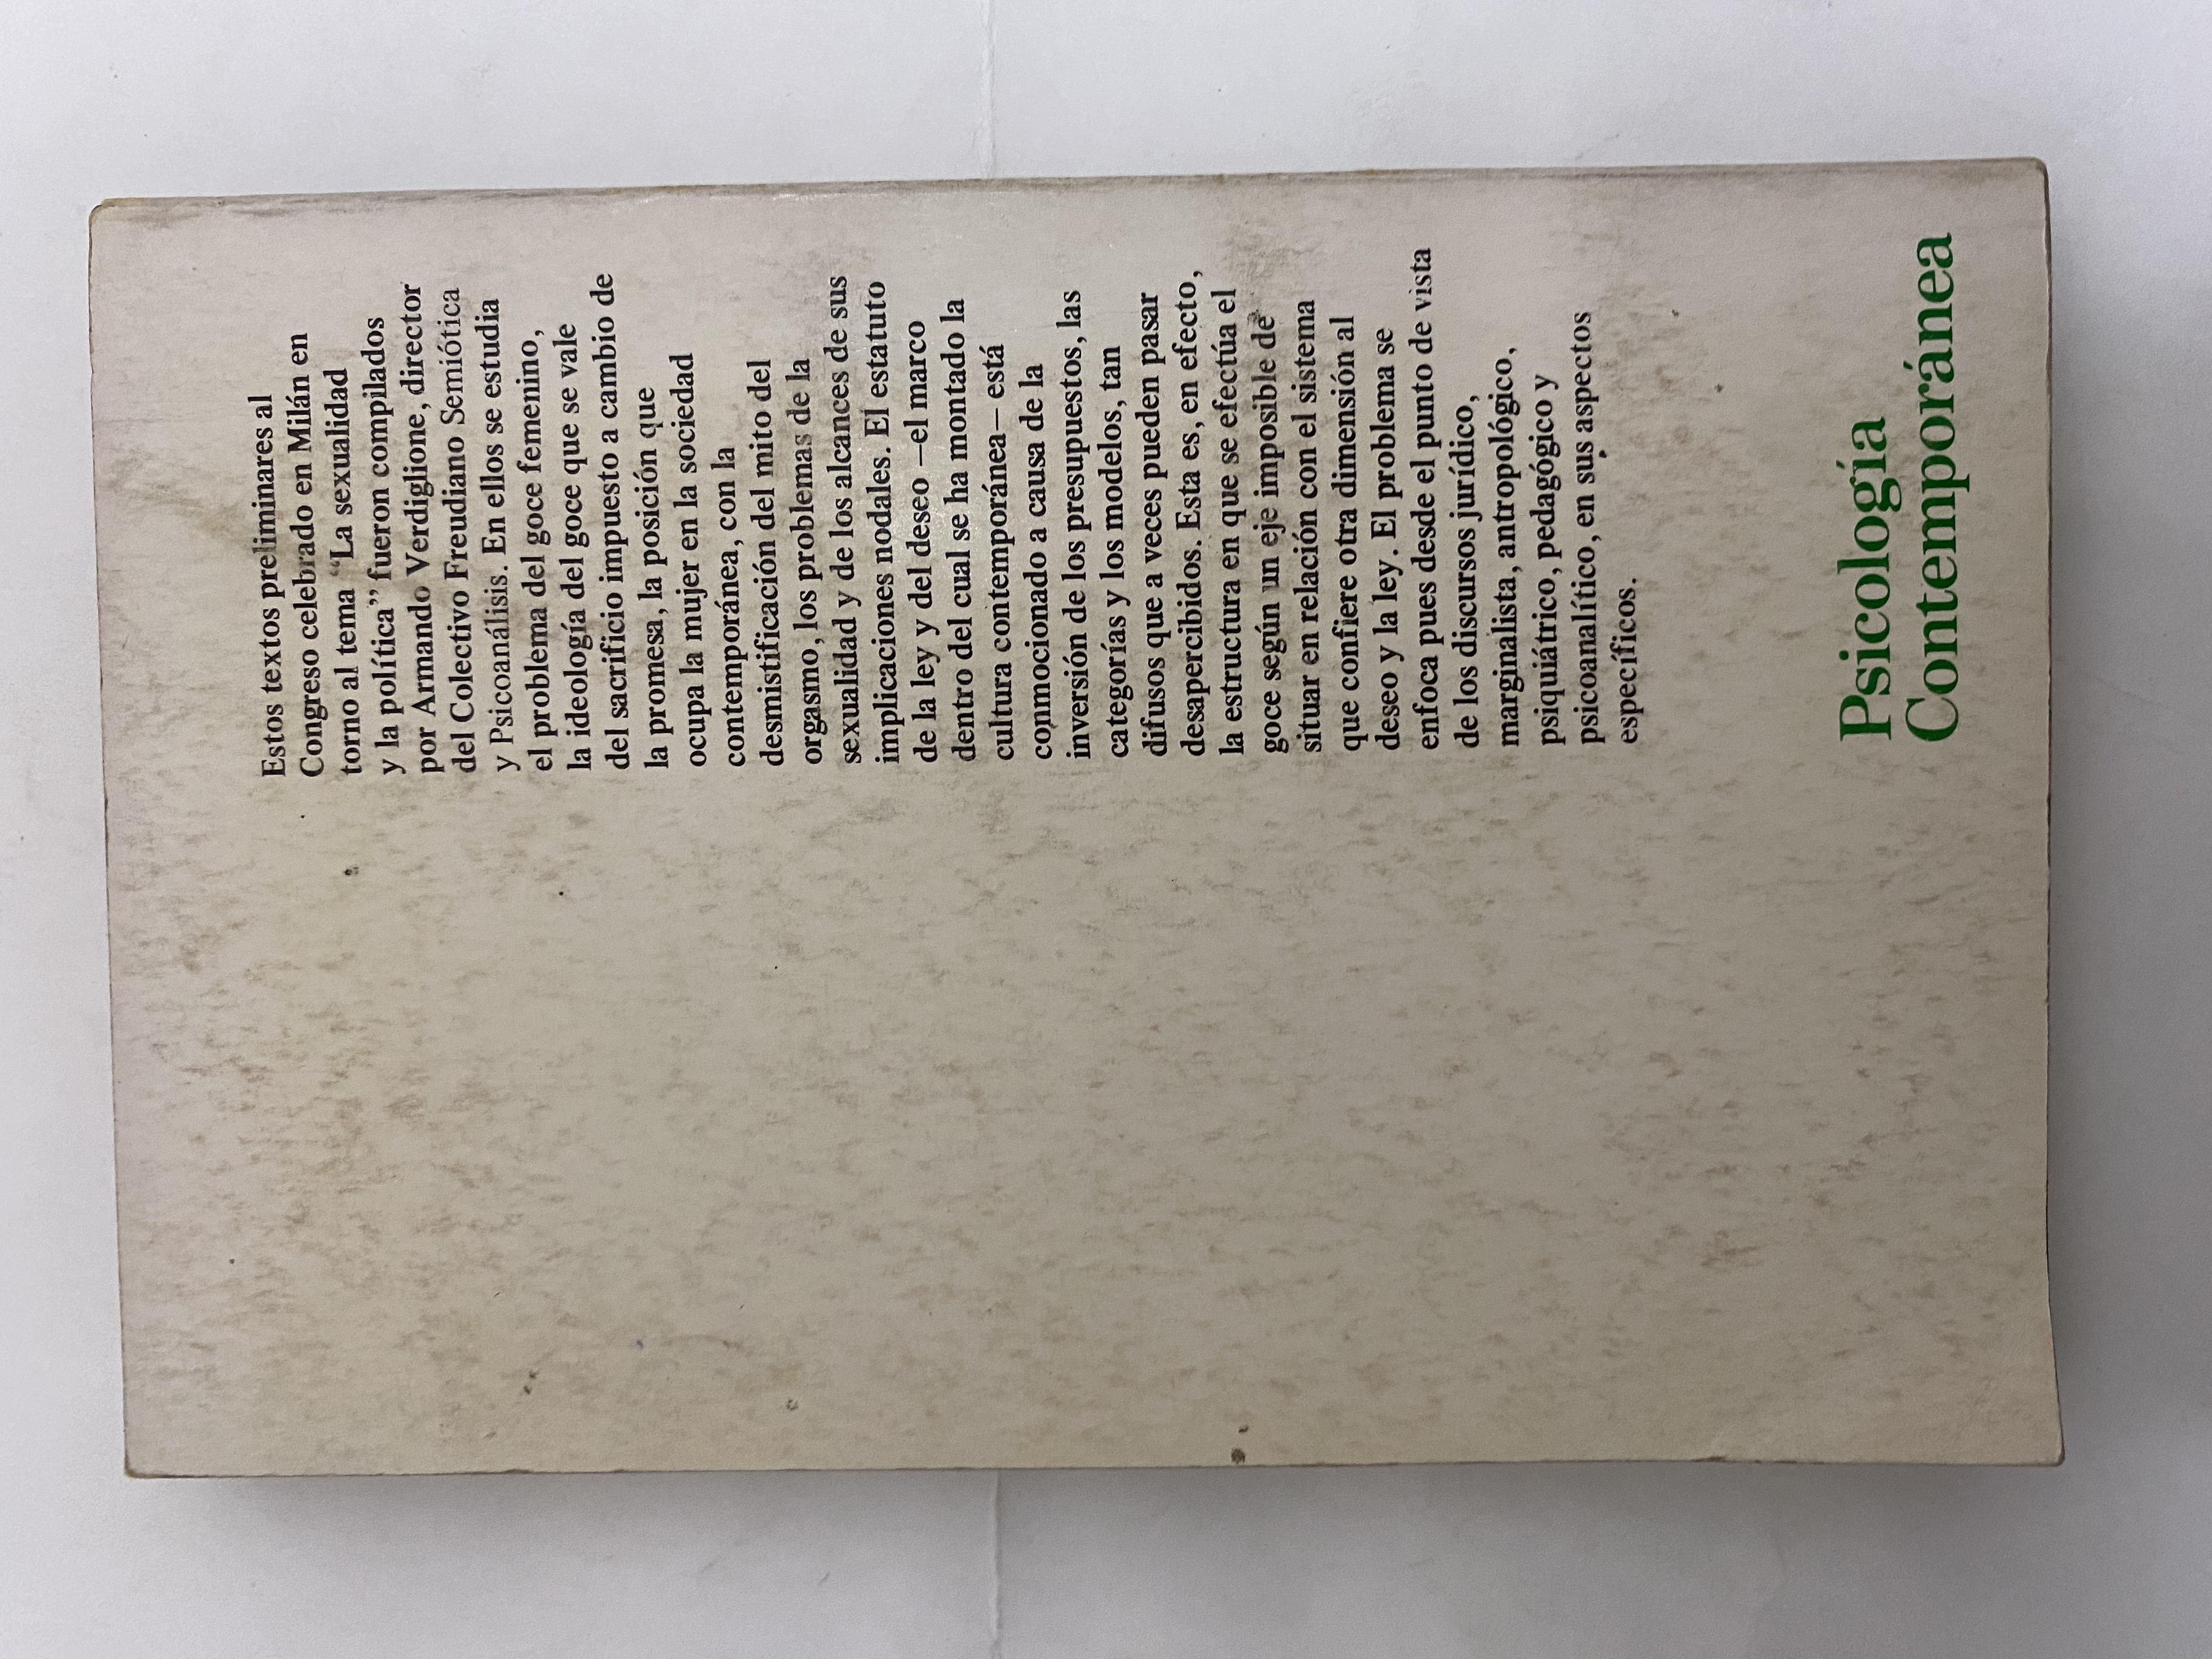 Estos textos preliminares al
Congreso celebrado en Milán en
torno al tema “La sexualidad
y la política” fueron compilados
por Armando Verdiglione, director
del Colectivo Freudiano Semiótica
y Psicoanálisis. En ellos se estudia
el problema del goce femenino,
la ideología del goce que se vale
del sacrificio impuesto a cambio de
la promesa, la posición que
ocupa la mujer en la sociedad
contemporánea, con la
desmistificación del mito del
orgasmo, los problemas de la
sexualidad y de los alcances de sus
implicaciones nodales. El estatuto
de la ley y del deseo —el marco
dentro del cual se ha montado la
cultura contemporánea— está
conmocionado a causa de la
inversión de los presupuestos, las
categorías y los modelos, tan
difusos que a veces pueden pasar
desapercibidos. Esta es, en efecto,
la estructura en que se efectúa el
goce según un eje imposible de
situar en relación con el sistema
que confiere otra dimensión al
deseo y la ley. El problema se
enfoca pues desde el punto de vista
de los discursos jurídico,
marginalista, antropológico,
psiquiátrico, pedagógico y
psicoanalítico, en sus aspectos
específicos.
Psicología
Contemporánea